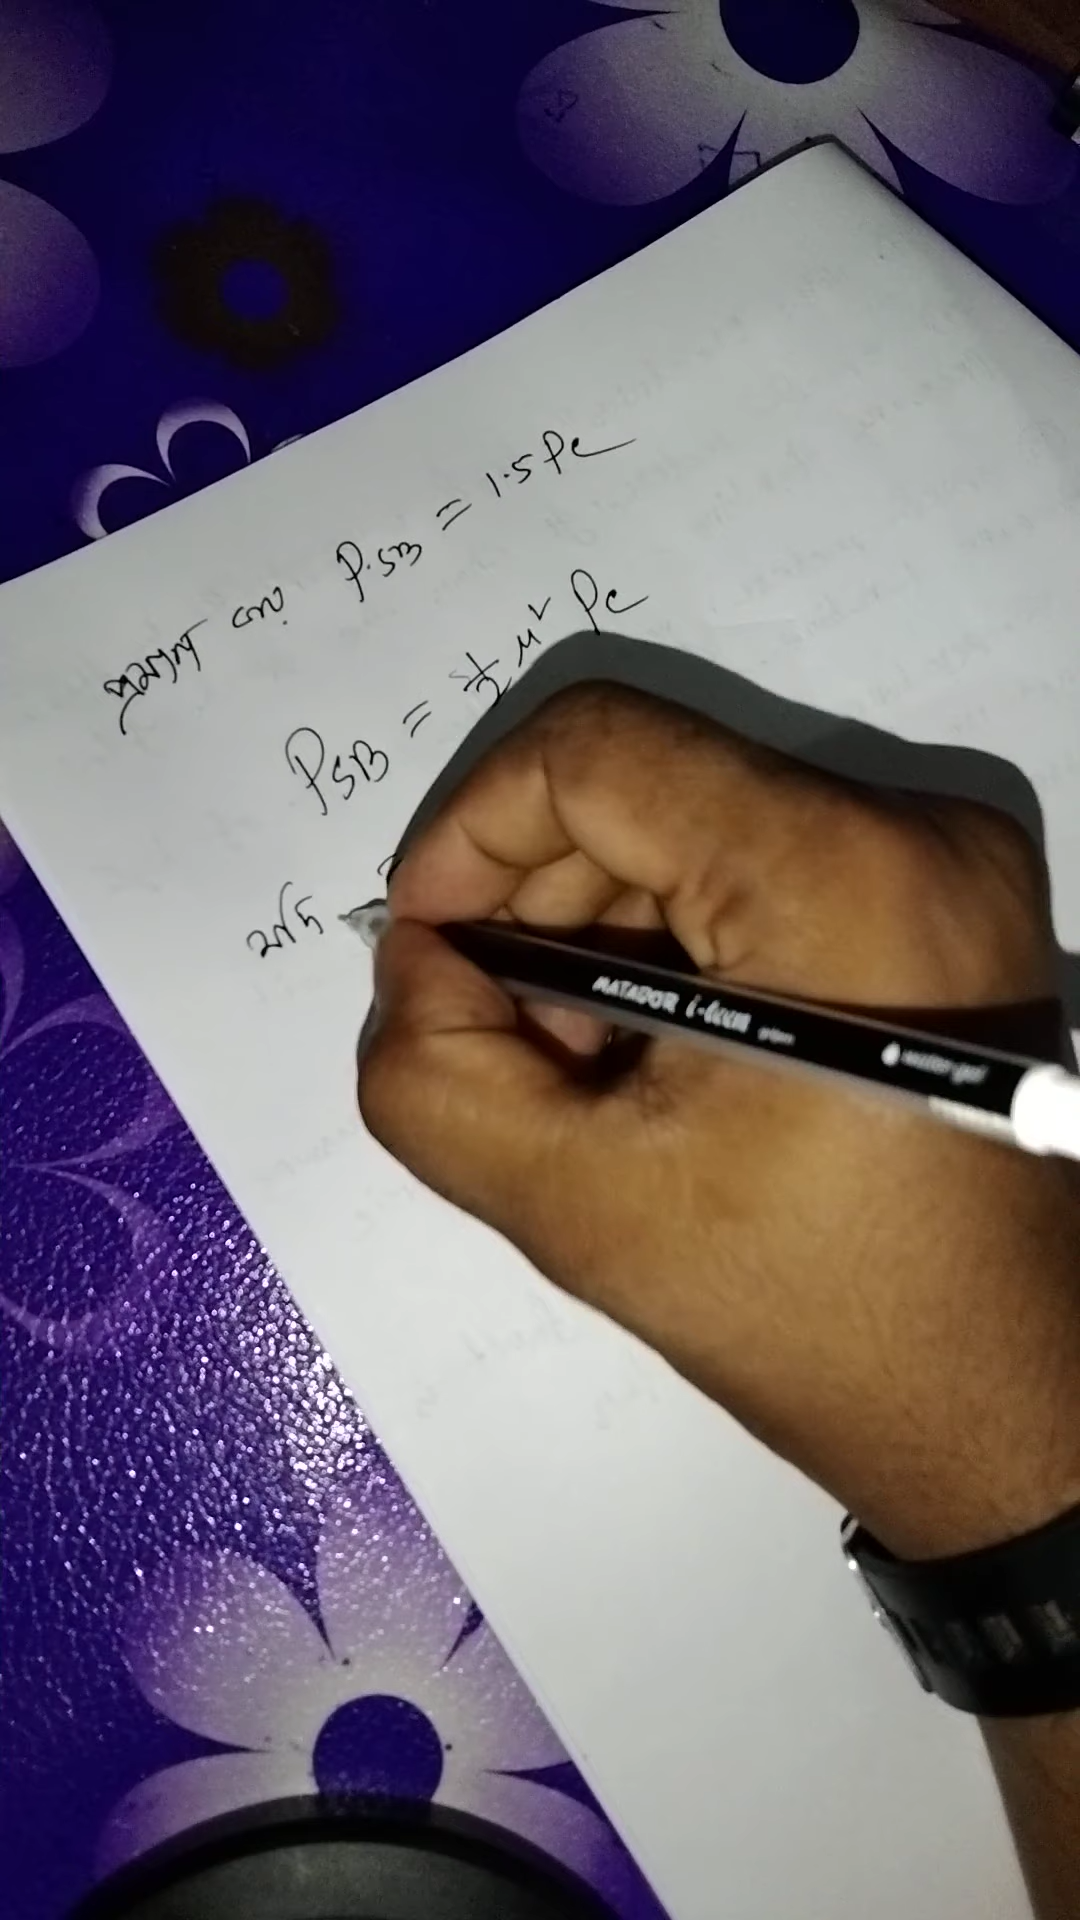 প্রমাণ কর P.SB = 1.5 Pc
PSB = 1/2 μ² Pc
যদি
MATADOR i-teen